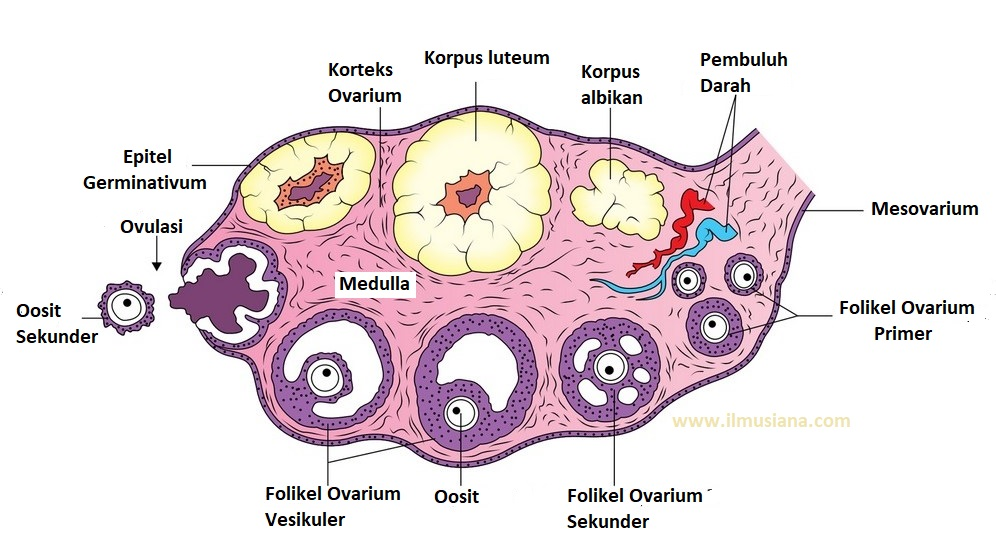 Korpus luteum
Korteks
Ovarium
Korpus
albikan
Pembuluh
Darah
Epitel
Germinativum
Mesovarium
Ovulasi
Medulla
Oosit
Sekunder
Folikel Ovarium
Primer
www.ilmusiana.com
Folikel Ovarium
Vesikuler
Oosit
Folikel Ovarium
Sekunder